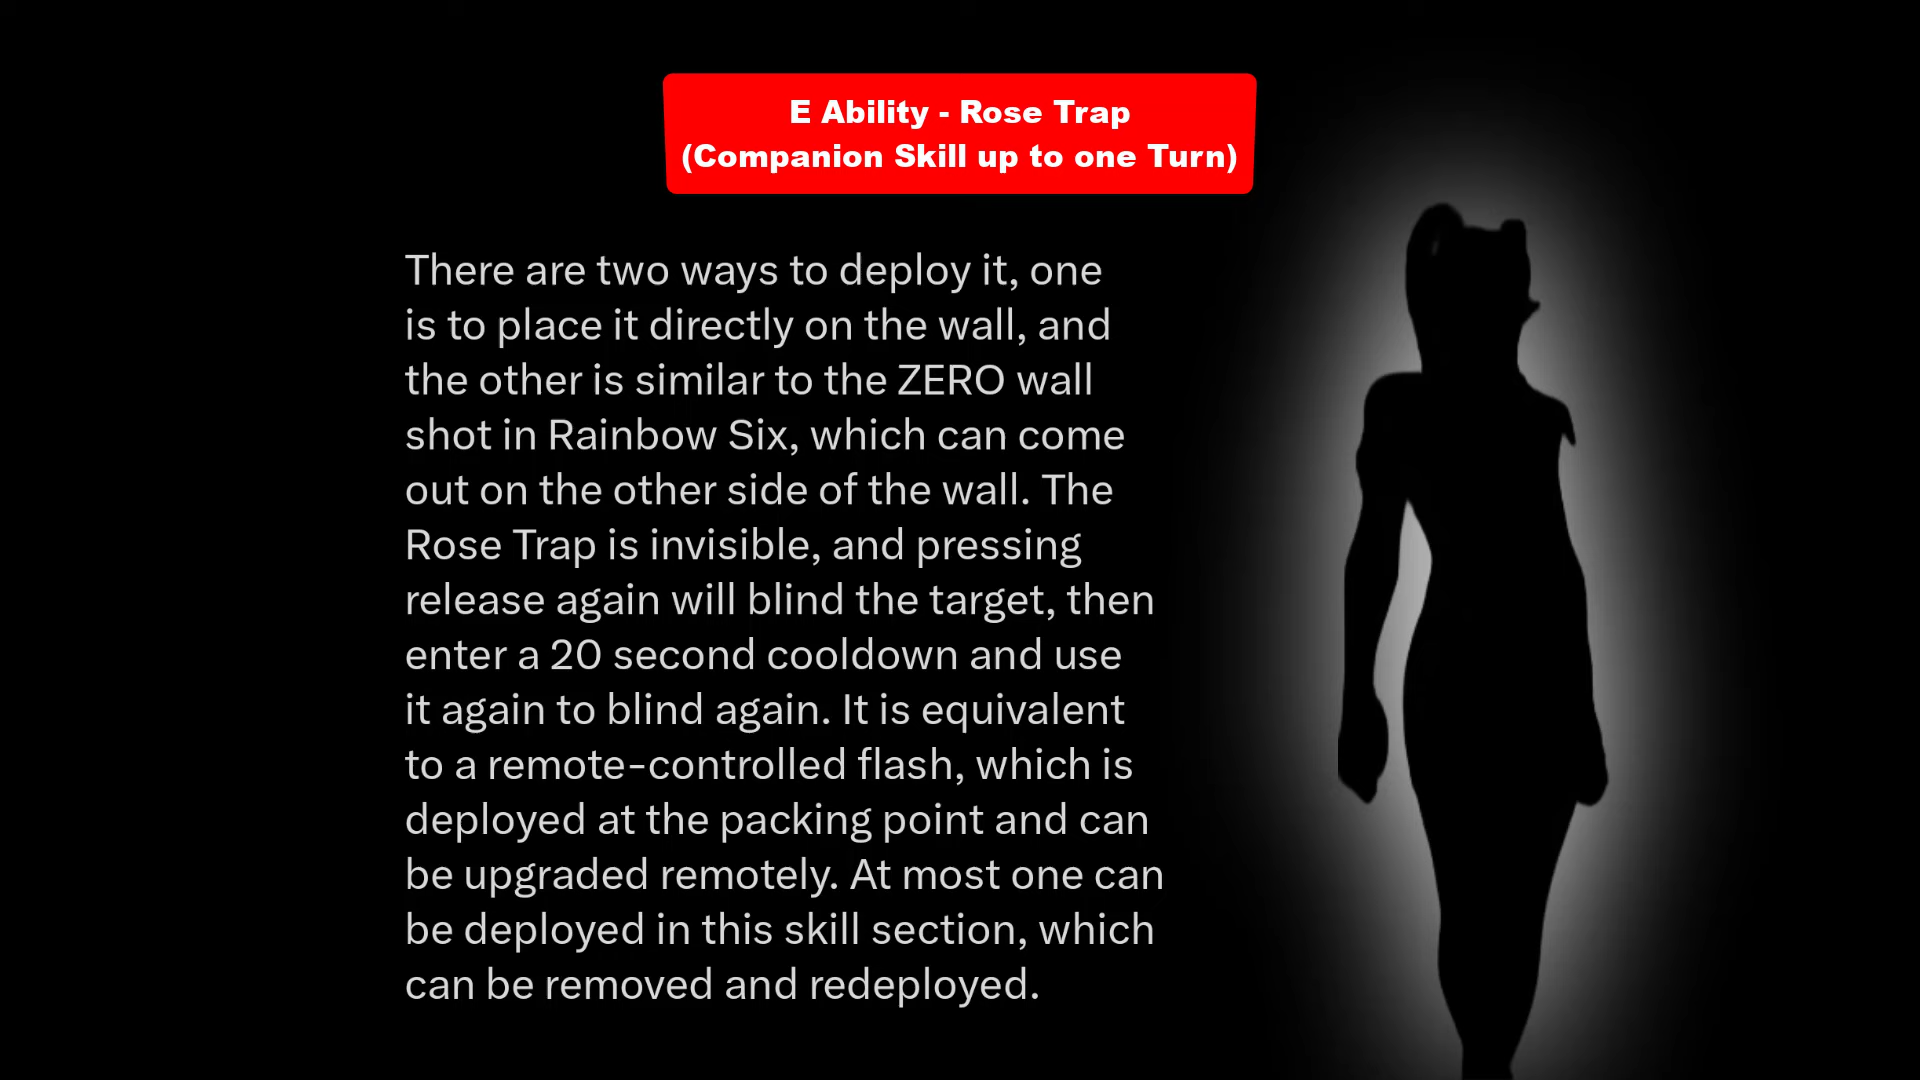 E Ability - Rose Trap
(Companion Skill up to one Turn)
There are two ways to deploy it, one
is to place it directly on the wall, and
the other is similar to the ZERO wall
shot in Rainbow Six, which can come
out on the other side of the wall. The
Rose Trap is invisible, and pressing
release again will blind the target, then
enter a 20 second cooldown and use
it again to blind again. It is equivalent
to a remote-controlled flash, which is
deployed at the packing point and can
be upgraded remotely. At most one can
be deployed in this skill section, which
can be removed and redeployed.